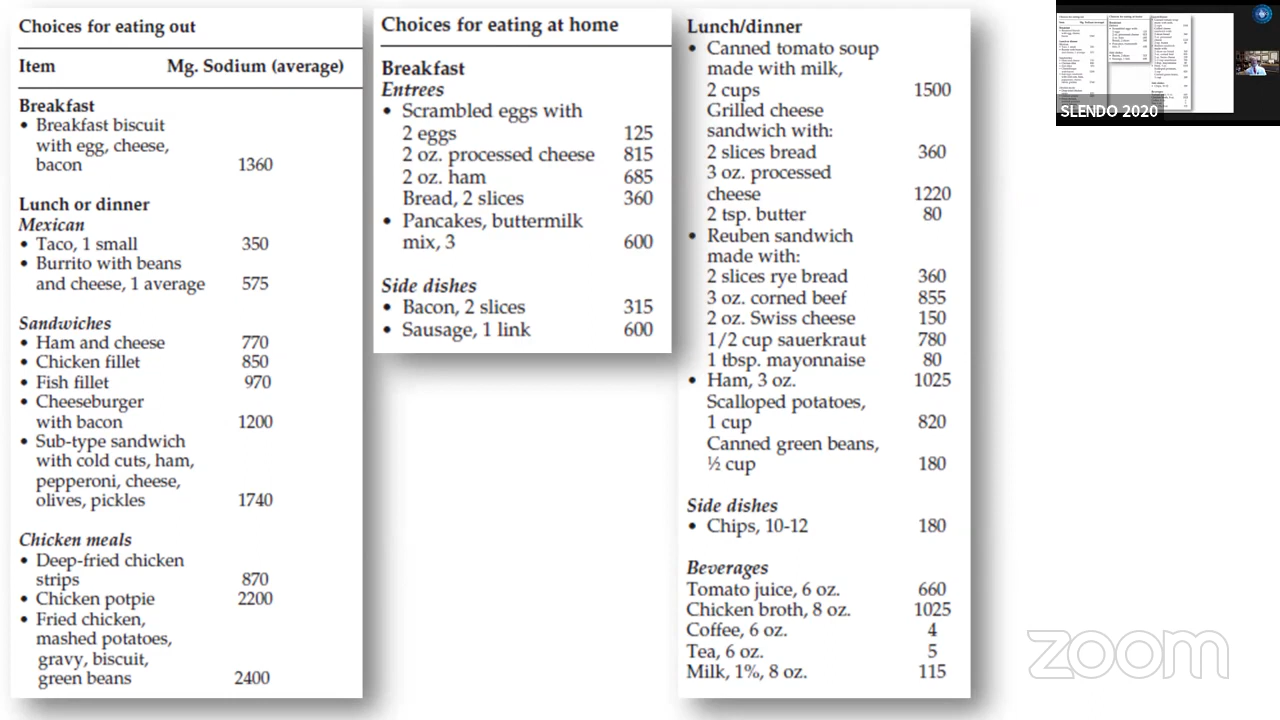 Choices for eating out
Item Mg. Sodium (average)
Breakfast
• Breakfast biscuit
with egg, cheese,
bacon 1360
Lunch or dinner
Mexican
• Taco, 1 small 350
• Burrito with beans
and cheese, 1 average 575
Sandwiches
• Ham and cheese 770
• Chicken fillet 850
• Fish fillet 970
• Cheeseburger
with bacon 1200
• Sub-type sandwich
with cold cuts, ham,
pepperoni, cheese,
olives, pickles 1740
Chicken meals
• Deep-fried chicken
strips 870
• Chicken potpie 2200
• Fried chicken,
mashed potatoes,
gravy, biscuit,
green beans 2400
Choices for eating at home
Breakfast
Entrees
• Scrambled eggs with
2 eggs 125
2 oz. processed cheese 815
2 oz. ham 685
Bread, 2 slices 360
• Pancakes, buttermilk
mix, 3 600
Side dishes
• Bacon, 2 slices 315
• Sausage, 1 link 600
Lunch/dinner
• Canned tomato soup
made with milk,
2 cups 1500
Grilled cheese
sandwich with:
2 slices bread 360
3 oz. processed
cheese 1220
2 tsp. butter 80
• Reuben sandwich
made with:
2 slices rye bread 360
3 oz. corned beef 855
2 oz. Swiss cheese 150
1/2 cup sauerkraut 780
1 tbsp. mayonnaise 80
• Ham, 3 oz. 1025
Scalloped potatoes,
1 cup 820
Canned green beans,
½ cup 180
Side dishes
• Chips, 10-12 180
Beverages
Tomato juice, 6 oz. 660
Chicken broth, 8 oz. 1025
Coffee, 6 oz. 4
Tea, 6 oz. 5
Milk, 1%, 8 oz. 115
SLENDO 2020
zoom